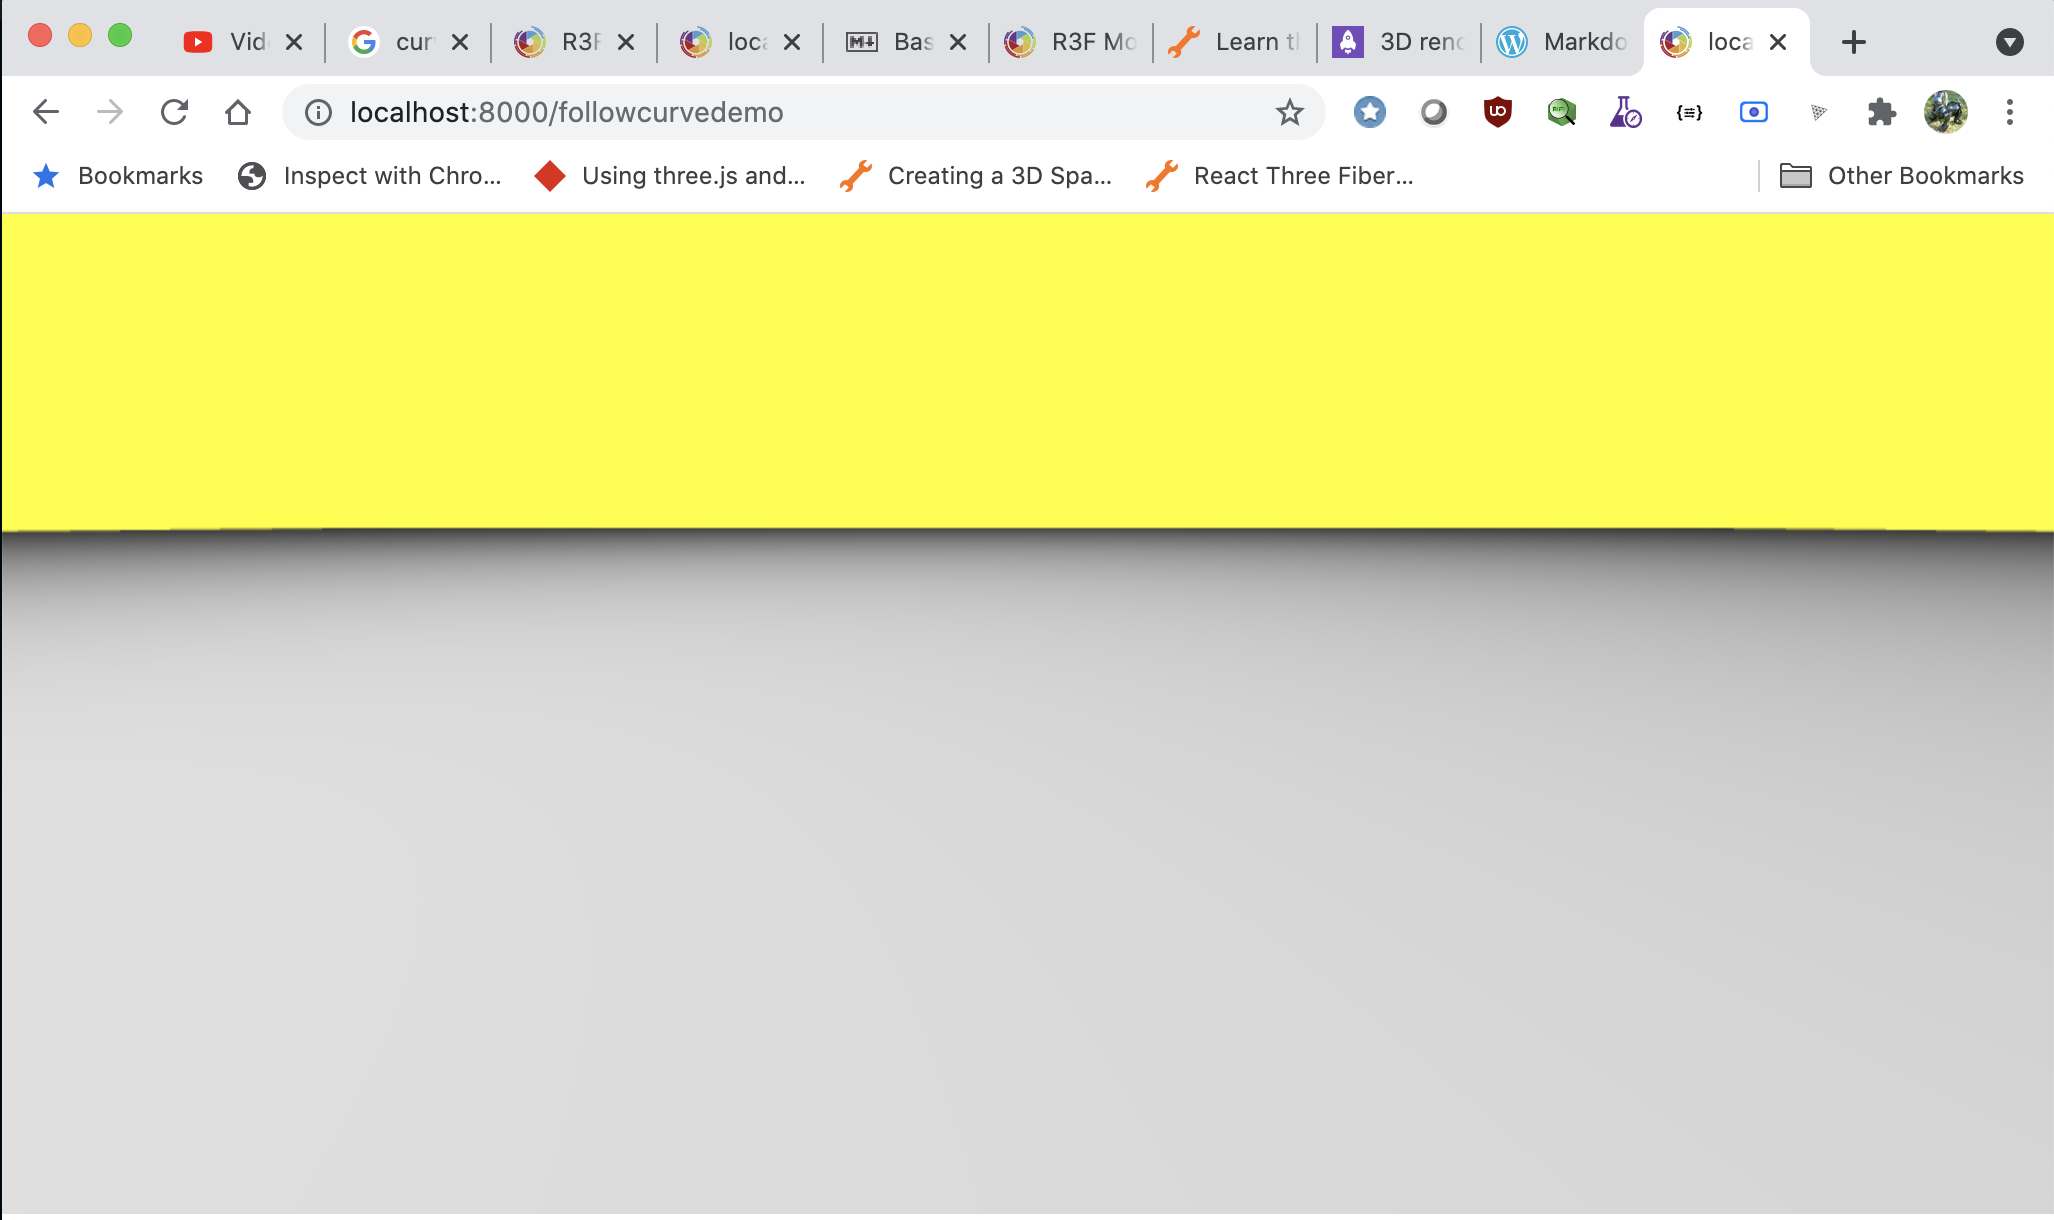 Vid cur R3F loca Bas R3F Mo Learn t 3D renc Markdo loca
localhost:8000/followcurvedemo
Bookmarks Inspect with Chro... Using three.js and... Creating a 3D Spa... React Three Fiber... Other Bookmarks